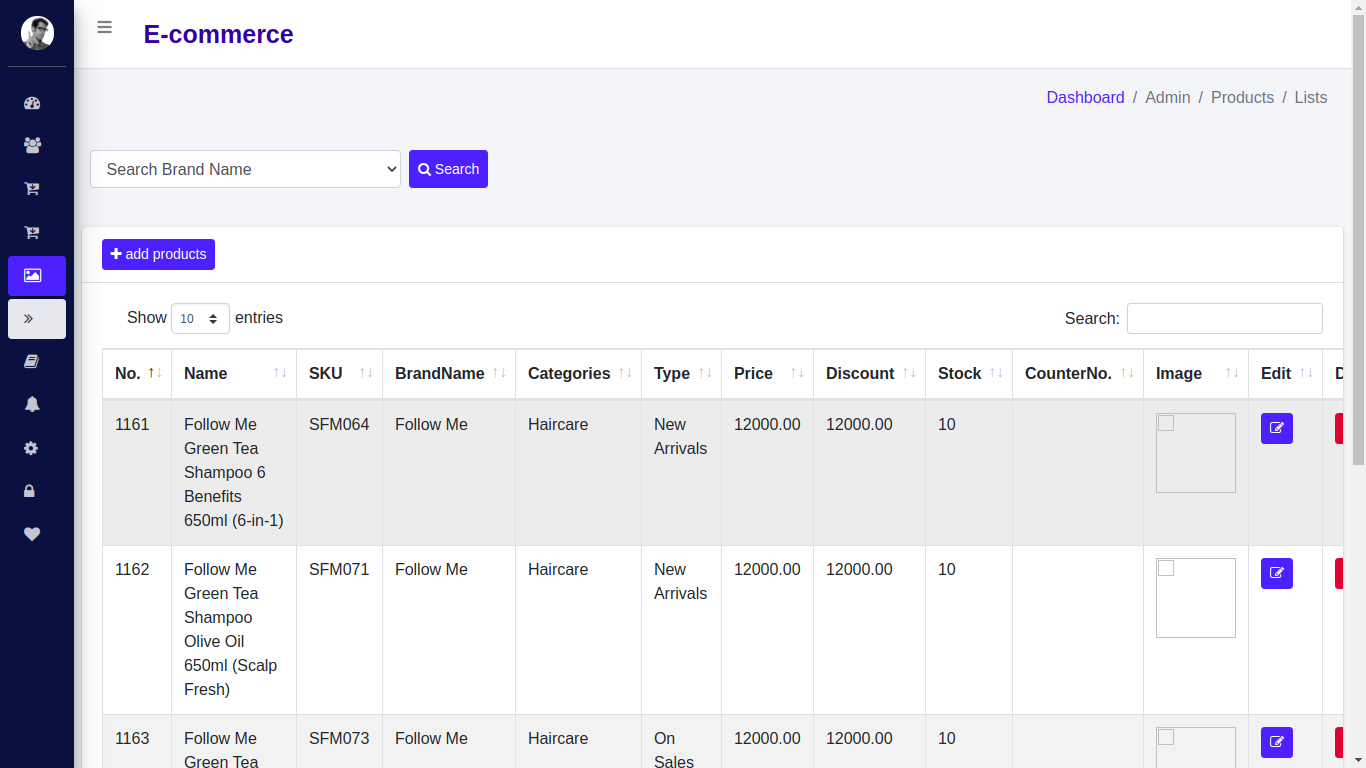 E-commerce
Dashboard / Admin / Products / Lists
Search Brand Name
Search
add products
Show 10 entries
Search:
No. Name SKU BrandName Categories Type Price Discount Stock CounterNo. Image Edit D
1161 Follow Me SFM064 Follow Me Haircare New 12000.00 12000.00 10
Green Tea Arrivals
Shampoo 6
Benefits
650ml (6-in-1)
1162 Follow Me SFM071 Follow Me Haircare New 12000.00 12000.00 10
Green Tea Arrivals
Shampoo
Olive Oil
650ml (Scalp
Fresh)
1163 Follow Me SFM073 Follow Me Haircare On 12000.00 12000.00 10
Green Tea Sales